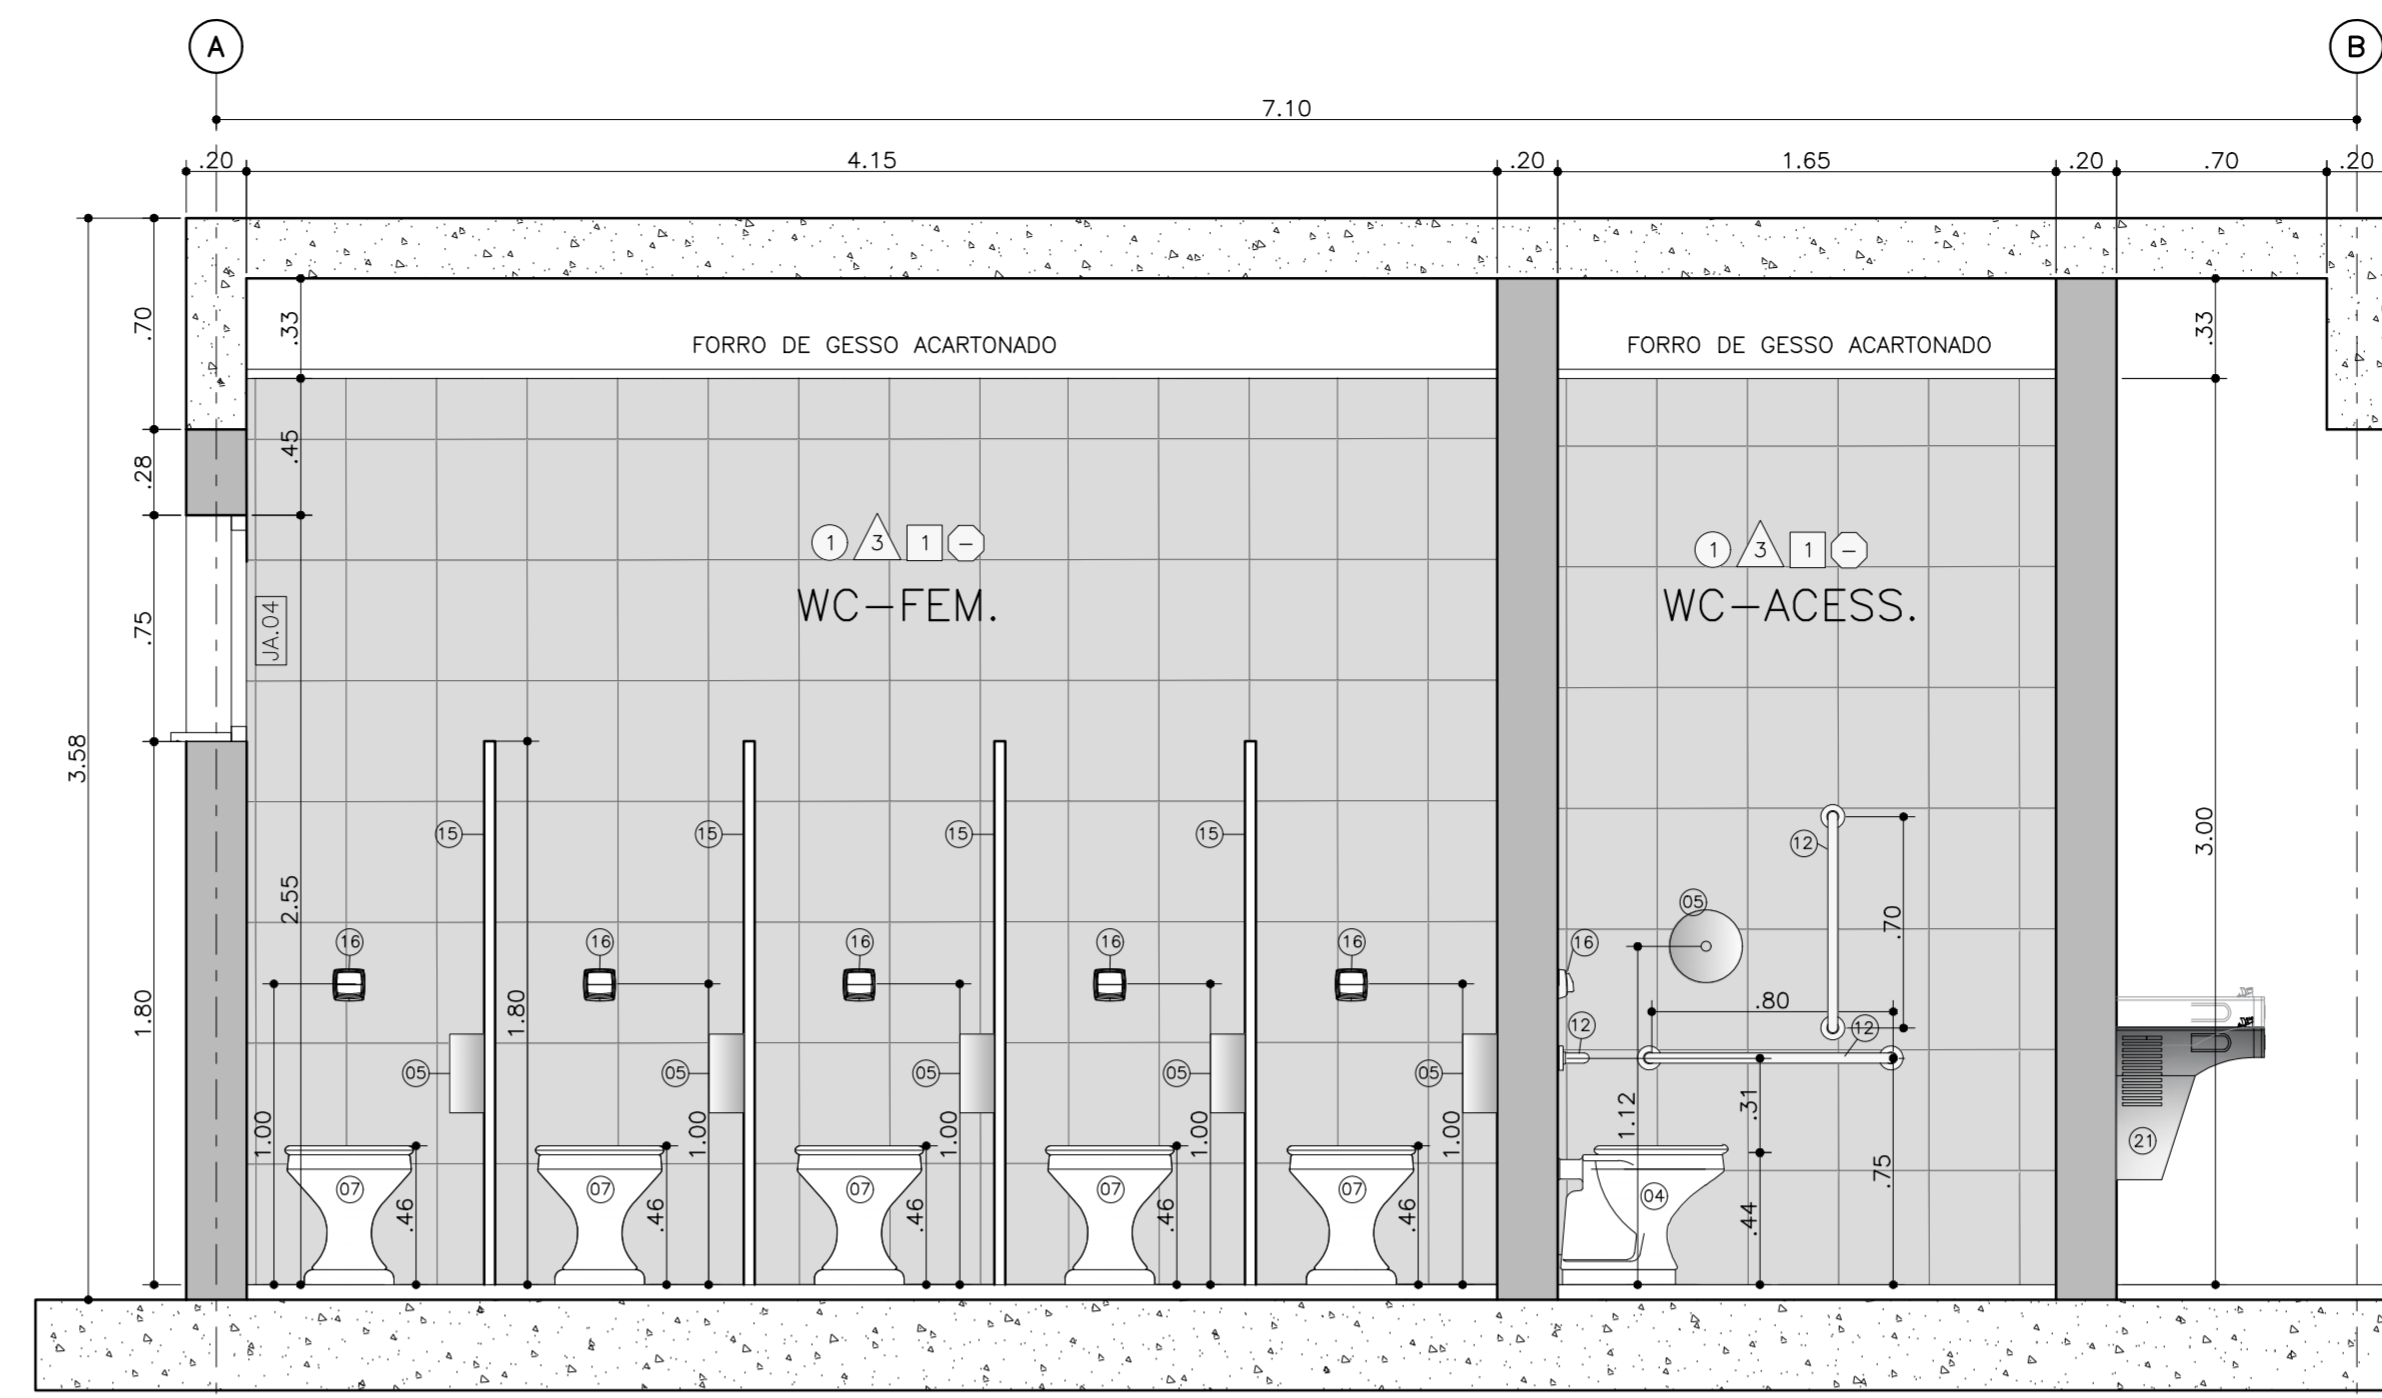 A B
7.10
.20 4.15 .20 1.65 .20 .70 .20
.70
.33
.33
FORRO DE GESSO ACARTONADO FORRO DE GESSO ACARTONADO
.28
.45
1 3 1 – 1 3 1 –
WC–FEM. WC–ACESS.
JA.04
.75
3.58
3.00
15 15 15 15 12
2.55
.70
05
16 16 16 16 16 16
1.80
1.80
.80
12 12
05 05 05 05 05
1.00 1.00 1.00 1.00 1.00 1.12 .31
21
07 07 07 07 07 04
.75
.46 .46 .46 .46 .46 .44